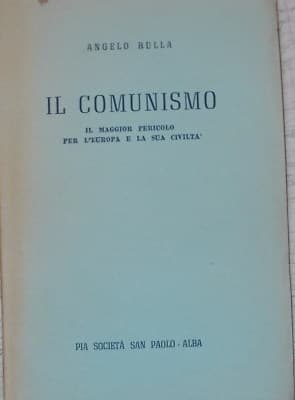 ANGELO BULLA
IL COMUNISMO
IL MAGGIOR PERICOLO
PER L'EUROPA E LA SUA CIVILTA'
PIA SOCIETÀ SAN PAOLO - ALBA